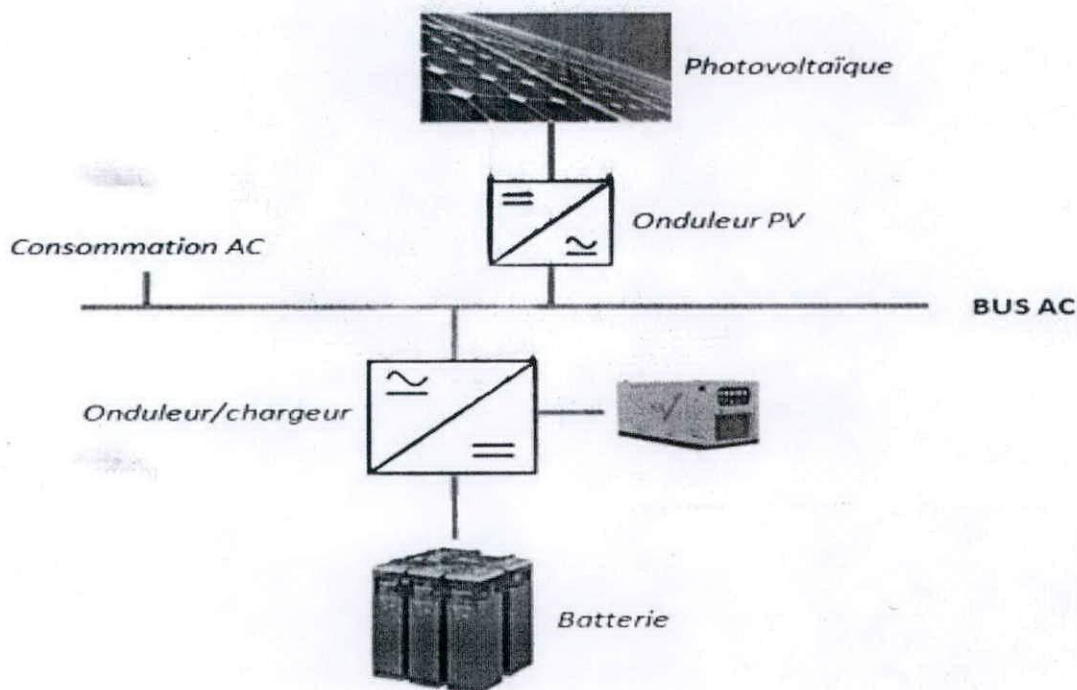 Photovoltaïque
Onduleur PV
Consommation AC
BUS AC
Onduleur/chargeur
Batterie